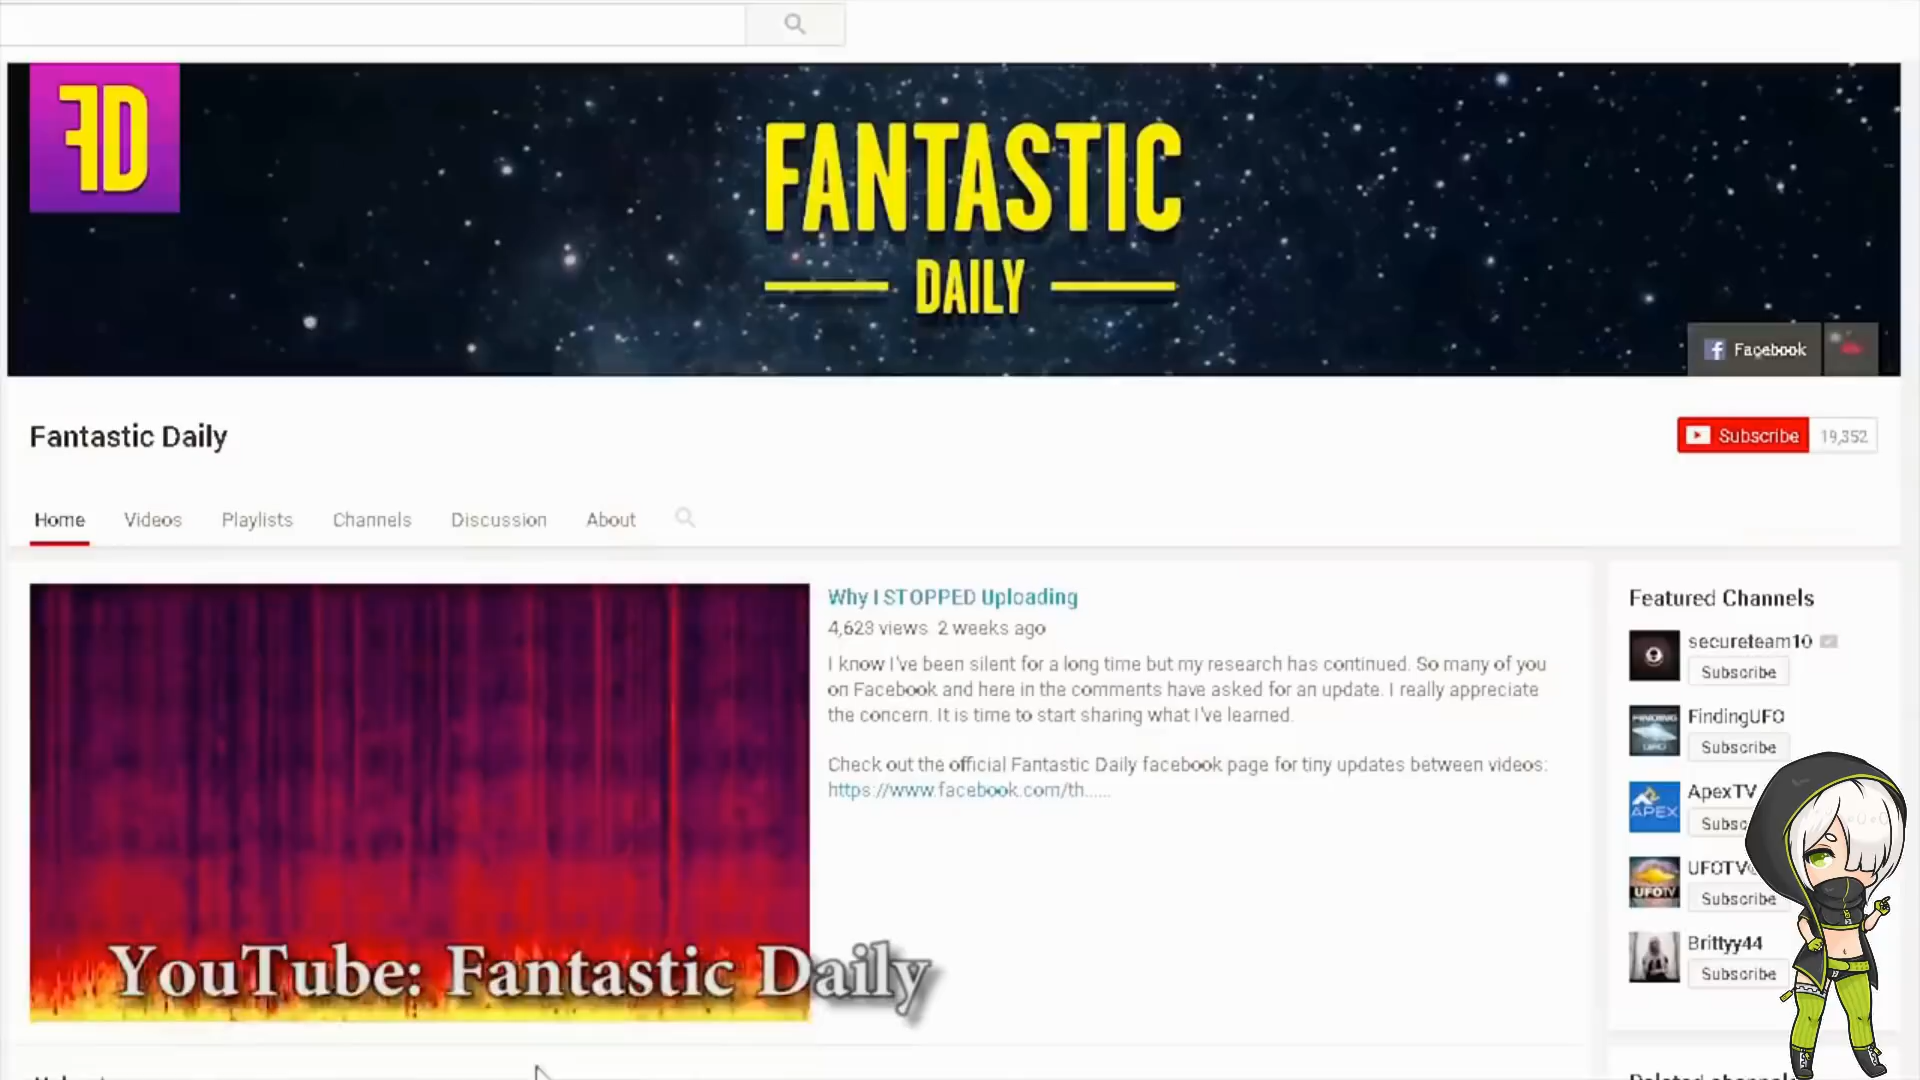 FD
FANTASTIC
DAILY
Facebook
Fantastic Daily
Subscribe 19,352
Home Videos Playlists Channels Discussion About
Why I STOPPED Uploading
4,623 views 2 weeks ago
I know I've been silent for a long time but my research has continued. So many of you
on Facebook and here in the comments have asked for an update. I really appreciate
the concern. It is time to start sharing what I've learned.
Check out the official Fantastic Daily facebook page for tiny updates between videos:
https://www.facebook.com/th......
YouTube: Fantastic Daily
Featured Channels
secureteam10
Subscribe
FINDING
UFO
FindingUFO
Subscribe
APEX
ApexTV
Subsc
UFOTV
UFOTV
Subscribe
Brittyy44
Subscribe